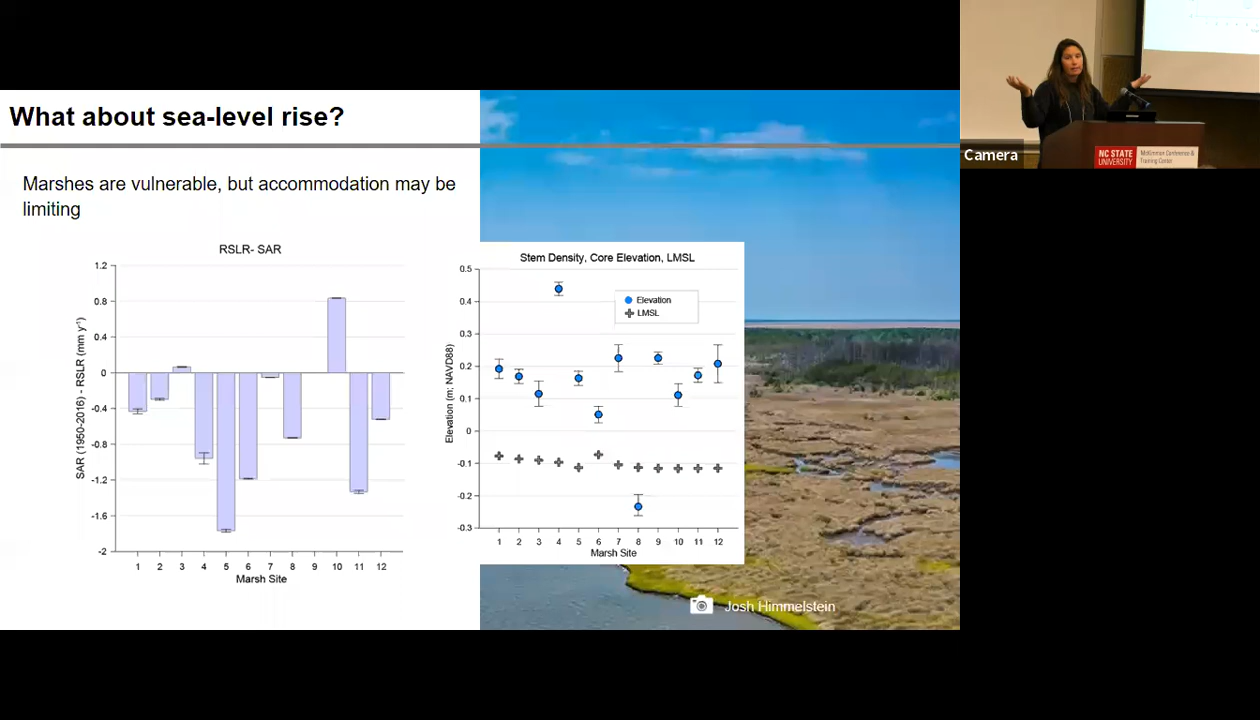 What about sea-level rise?
Marshes are vulnerable, but accommodation may be
limiting
RSLR- SAR
1.2
0.8
0.4
0
-0.4
-0.8
-1.2
-1.6
-2
SAR (1950-2016) - RSLR (mm y⁻¹)
1 2 3 4 5 6 7 8 9 10 11 12
Marsh Site
Stem Density, Core Elevation, LMSL
0.5
0.4
0.3
0.2
0.1
0
-0.1
-0.2
-0.3
Elevation (m; NAVD88)
Elevation
LMSL
1 2 3 4 5 6 7 8 9 10 11 12
Marsh Site
Josh Himmelstein
Camera
NC STATE
UNIVERSITY
McKimmon Conference &
Training Center